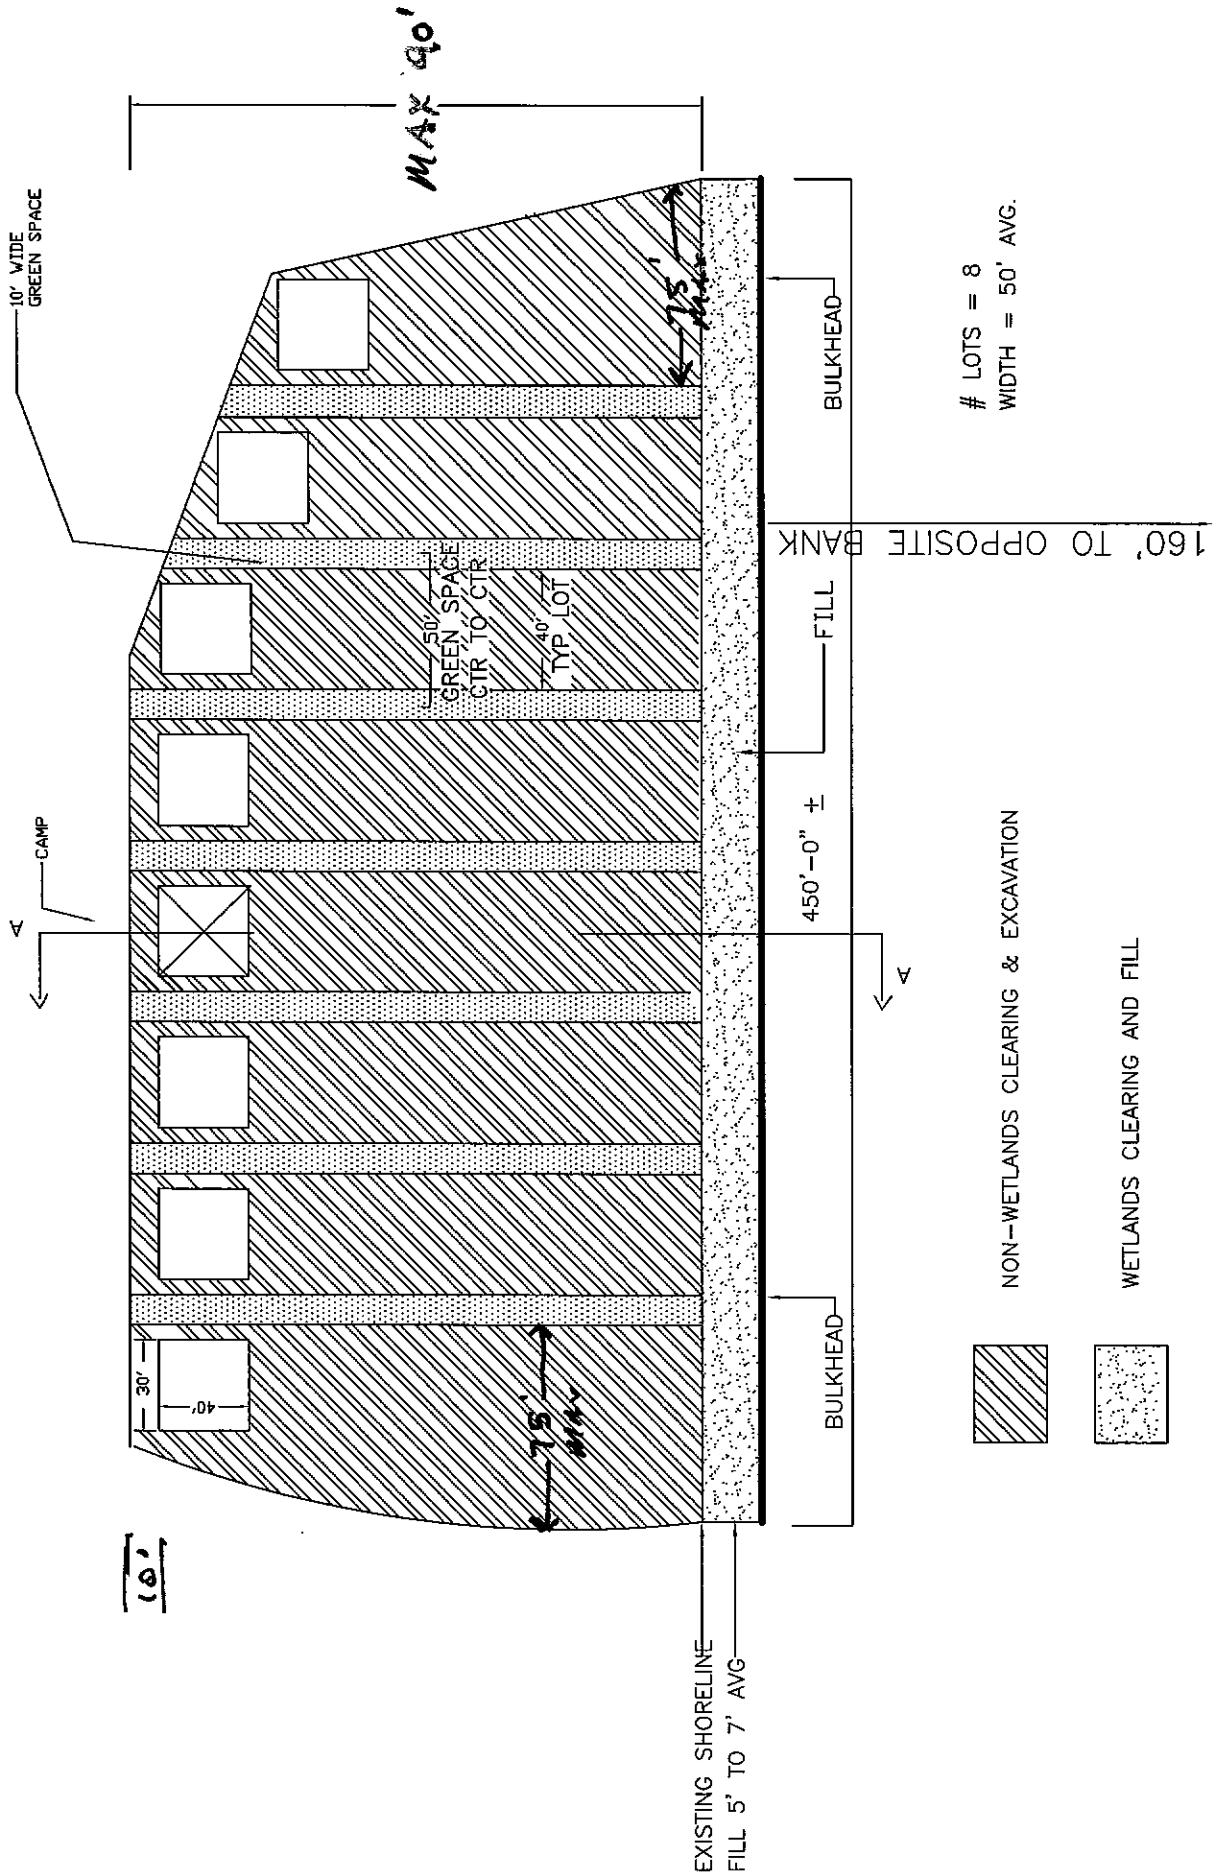 10' WIDE
GREEN SPACE
MAX 90'
CAMP
A
30'
40'
10'
50'
GREEN SPACE
CTR TO CTR
40'
TYP LOT
75'
MAX
75'
MAX
EXISTING SHORELINE
FILL 5' TO 7' AVG
BULKHEAD
450'-0" ±
FILL
BULKHEAD
A
160' TO OPPOSITE BANK
# LOTS = 8
WIDTH = 50' AVG.
NON-WETLANDS CLEARING & EXCAVATION
WETLANDS CLEARING AND FILL